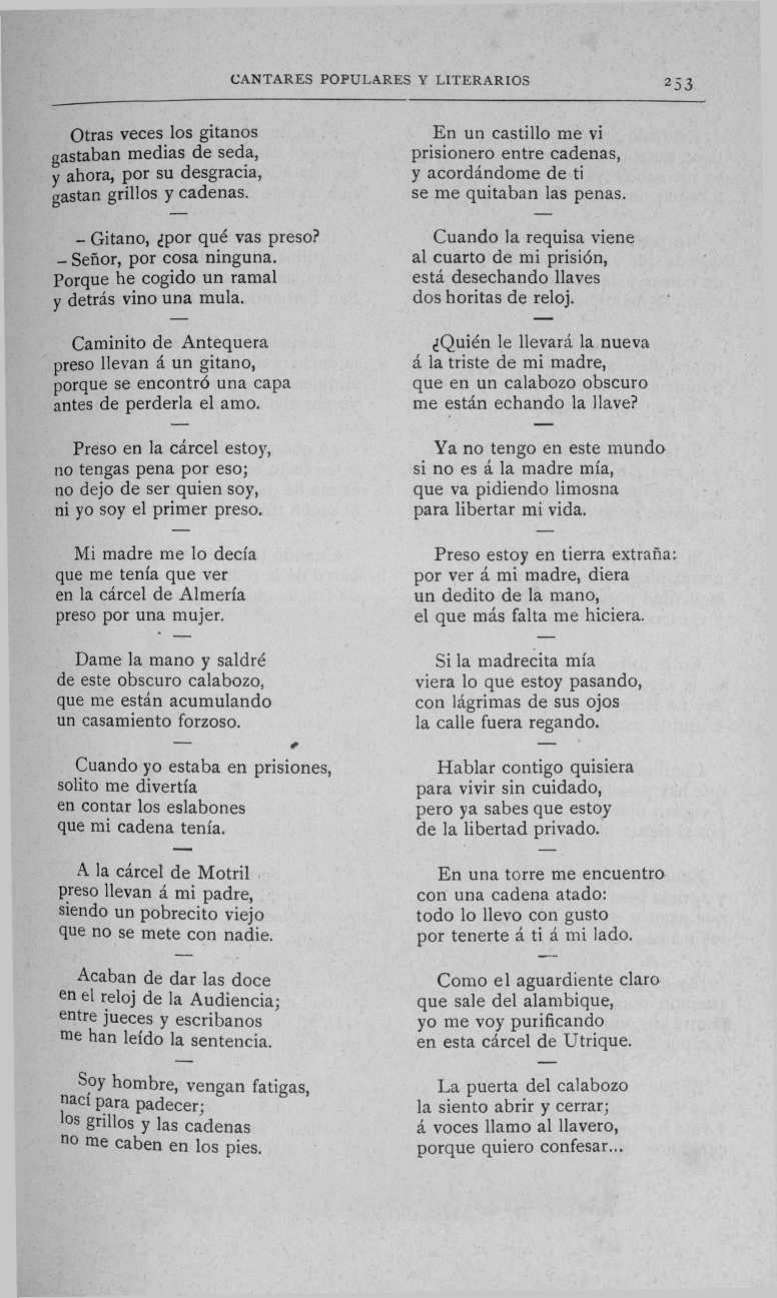 CANTARES POPULARES Y LITERARIOS 253
Otras veces los gitanos
gastaban medias de seda,
y ahora, por su desgracia,
gastan grillos y cadenas.
—
– Gitano, ¿por qué vas preso?
– Señor, por cosa ninguna.
Porque he cogido un ramal
y detrás vino una mula.
—
Caminito de Antequera
preso llevan á un gitano,
porque se encontró una capa
antes de perderla el amo.
—
Preso en la cárcel estoy,
no tengas pena por eso;
no dejo de ser quien soy,
ni yo soy el primer preso.
—
Mi madre me lo decía
que me tenía que ver
en la cárcel de Almería
preso por una mujer.
—
Dame la mano y saldré
de este obscuro calabozo,
que me están acumulando
un casamiento forzoso.
—
Cuando yo estaba en prisiones,
solito me divertía
en contar los eslabones
que mi cadena tenía.
—
A la cárcel de Motril
preso llevan á mi padre,
siendo un pobrecito viejo
que no se mete con nadie.
—
Acaban de dar las doce
en el reloj de la Audiencia;
entre jueces y escribanos
me han leído la sentencia.
—
Soy hombre, vengan fatigas,
nací para padecer;
los grillos y las cadenas
no me caben en los pies.
En un castillo me vi
prisionero entre cadenas,
y acordándome de ti
se me quitaban las penas.
—
Cuando la requisa viene
al cuarto de mi prisión,
está desechando llaves
dos horitas de reloj.
—
¿Quién le llevará la nueva
á la triste de mi madre,
que en un calabozo obscuro
me están echando la llave?
—
Ya no tengo en este mundo
si no es á la madre mía,
que va pidiendo limosna
para libertar mi vida.
—
Preso estoy en tierra extraña:
por ver á mi madre, diera
un dedito de la mano,
el que más falta me hiciera.
—
Si la madrecita mía
viera lo que estoy pasando,
con lágrimas de sus ojos
la calle fuera regando.
—
Hablar contigo quisiera
para vivir sin cuidado,
pero ya sabes que estoy
de la libertad privado.
—
En una torre me encuentro
con una cadena atado:
todo lo llevo con gusto
por tenerte á ti á mi lado.
—
Como el aguardiente claro
que sale del alambique,
yo me voy purificando
en esta cárcel de Utrique.
—
La puerta del calabozo
la siento abrir y cerrar;
á voces llamo al llavero,
porque quiero confesar...